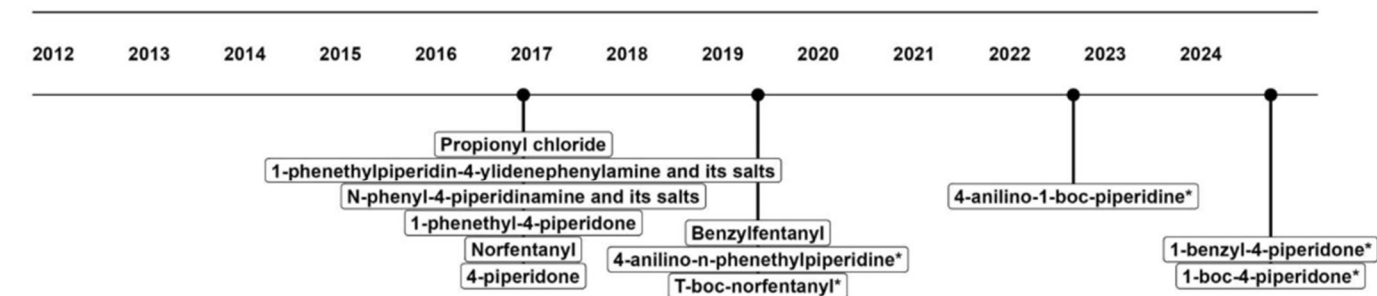 2012 2013 2014 2015 2016 2017 2018 2019 2020 2021 2022 2023 2024
Propionyl chloride
1-phenethylpiperidin-4-ylidenephenylamine and its salts
N-phenyl-4-piperidinamine and its salts
1-phenethyl-4-piperidone
Norfentanyl
4-piperidone
Benzylfentanyl
4-anilino-n-phenethylpiperidine*
T-boc-norfentanyl*
4-anilino-1-boc-piperidine*
1-benzyl-4-piperidone*
1-boc-4-piperidone*